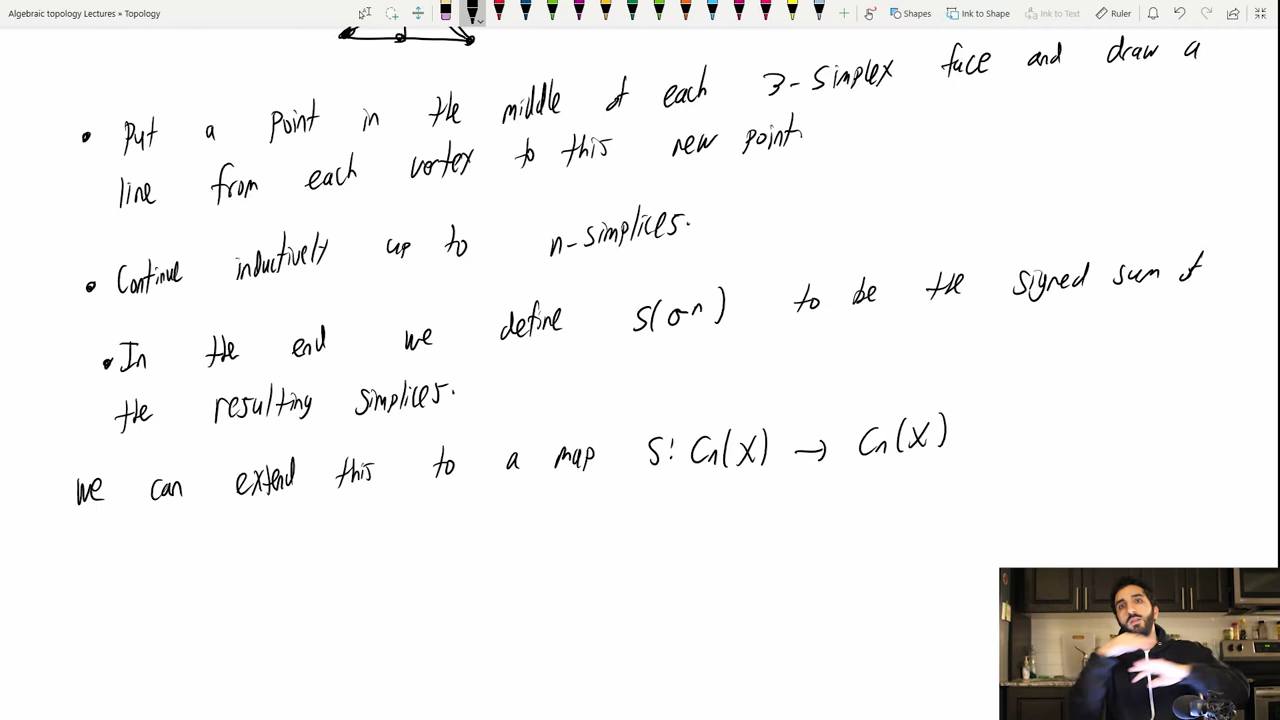 Algebraic topology Lectures » Topology
Shapes
Ink to Shape
Ink to Text
Ruler
• Put a point in the middle of each 3-simplex face and draw a
line from each vertex to this new point
• Continue inductively up to n-simplices.
• In the end we define S(σn) to be the signed sum of
the resulting simplices.
We can extend this to a map S: Cn(X) → Cn(X)